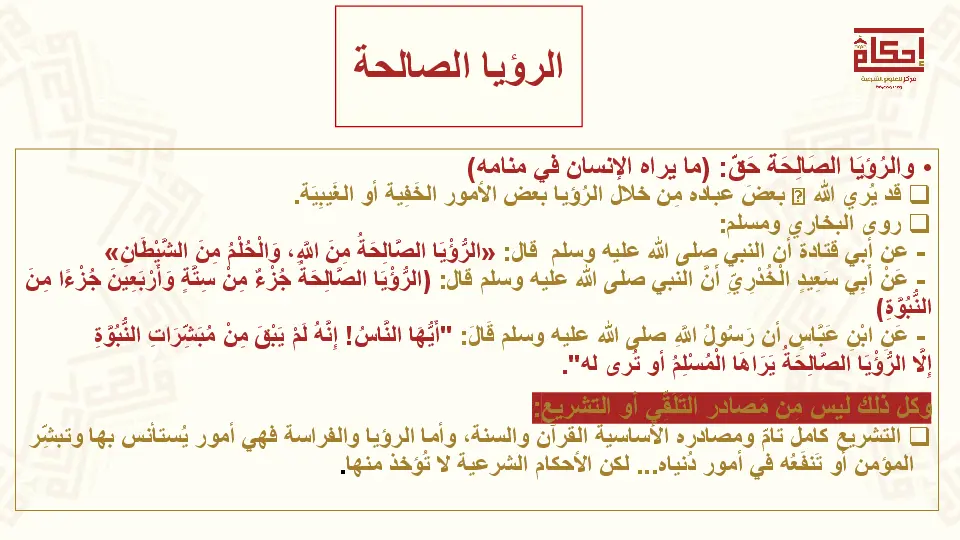 إحكام
مركز للعلوم الشرعية
الرؤيا الصالحة
• والرُؤيَا الصَالِحَة حَقّ: (ما يراه الإنسان في منامه)
❑ قد يُري الله بعضَ عباده مِن خلال الرُؤيا بعض الأمور الخَفِية أو الغَيبِيَة.
❑ روى البخاري ومسلم:
- عن أبي قتَادة أن النبي صلى الله عليه وسلم قال: «الرُّؤْيَا الصَّالِحَةُ مِنَ اللَّهِ، وَالْحُلْمُ مِنَ الشَّيْطَانِ»
- عَنْ أَبِي سَعِيدٍ الْخُدْرِيِّ أَنَّ النبي صلى الله عليه وسلم قال: (الرُّؤْيَا الصَّالِحَةُ جُزْءٌ مِنْ سِتَّةٍ وَأَرْبَعِينَ جُزْءًا مِنَ
النُّبُوَّةِ)
- عَنِ ابْنِ عَبَّاسٍ أن رَسُولُ اللَّهِ صلى الله عليه وسلم قَالَ: "أَيُّهَا النَّاسُ! إِنَّهُ لَمْ يَبْقَ مِنْ مُبَشِّرَاتِ النُّبُوَّةِ
إِلَّا الرُّؤْيَا الصَّالِحَةُ يَرَاهَا الْمُسْلِمُ أو تُرى له".
وكل ذلك ليس مِن مَصادر التلقِّي أو التشريع:
❑ التشريع كامل تامّ ومصادره الأساسية القرآن والسنة، وأما الرؤيا والفراسة فهي أمور يُستأنس بها وتبشِّر
المؤمن أو تَنفَعُه في أمور دُنياه... لكن الأحكام الشرعية لا تُؤخذ منها.